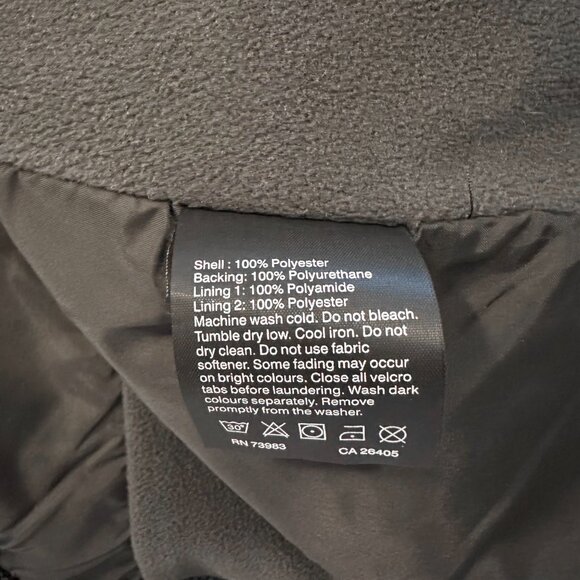 Shell : 100% Polyester
Backing: 100% Polyurethane
Lining 1: 100% Polyamide
Lining 2: 100% Polyester
Machine wash cold. Do not bleach.
Tumble dry low. Cool iron. Do not
dry clean. Do not use fabric
softener. Some fading may occur
on bright colours. Close all velcro
tabs before laundering. Wash dark
colours separately. Remove
promptly from the washer.
30°
RN 73983 CA 26405